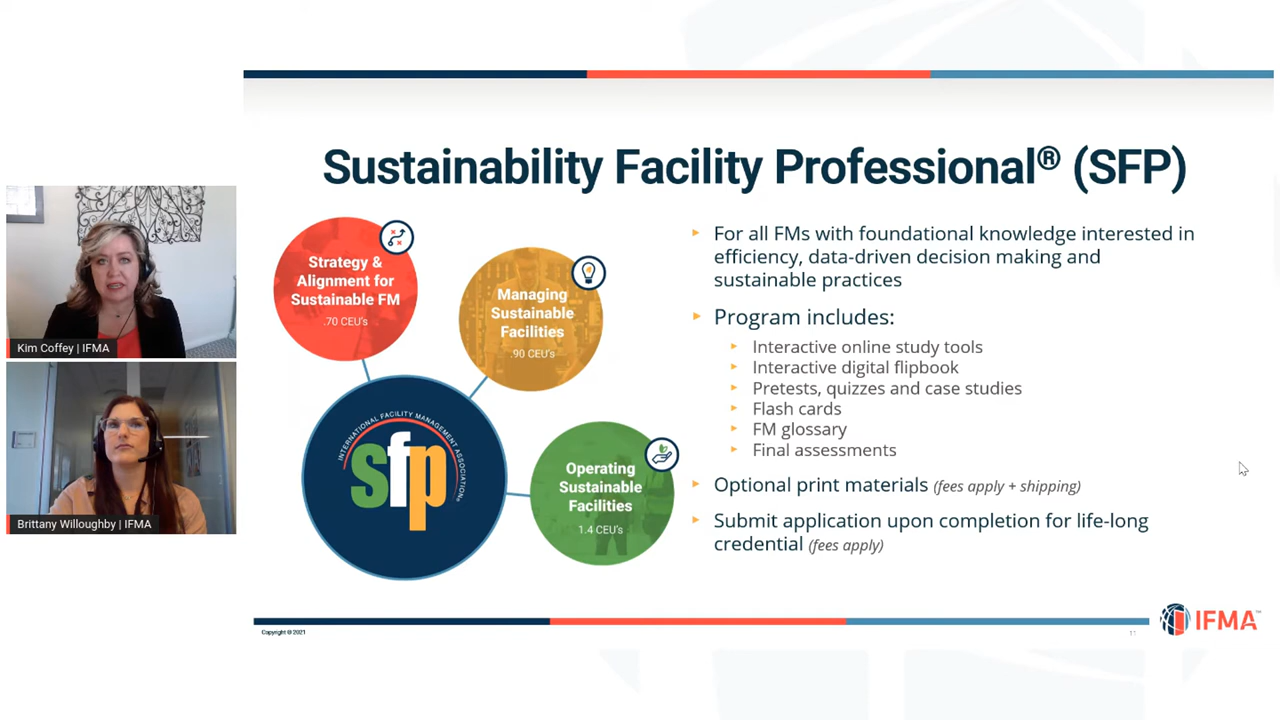 Sustainability Facility Professional® (SFP)
Kim Coffey | IFMA
Brittany Willoughby | IFMA
Strategy &
Alignment for
Sustainable FM
.70 CEU's
Managing
Sustainable
Facilities
.90 CEU's
INTERNATIONAL FACILITY MANAGEMENT ASSOCIATION
sfp
Operating
Sustainable
Facilities
1.4 CEU's
For all FMs with foundational knowledge interested in
efficiency, data-driven decision making and
sustainable practices
Program includes:
Interactive online study tools
Interactive digital flipbook
Pretests, quizzes and case studies
Flash cards
FM glossary
Final assessments
Optional print materials (fees apply + shipping)
Submit application upon completion for life-long
credential (fees apply)
Copyright © 2021
11
IFMA™